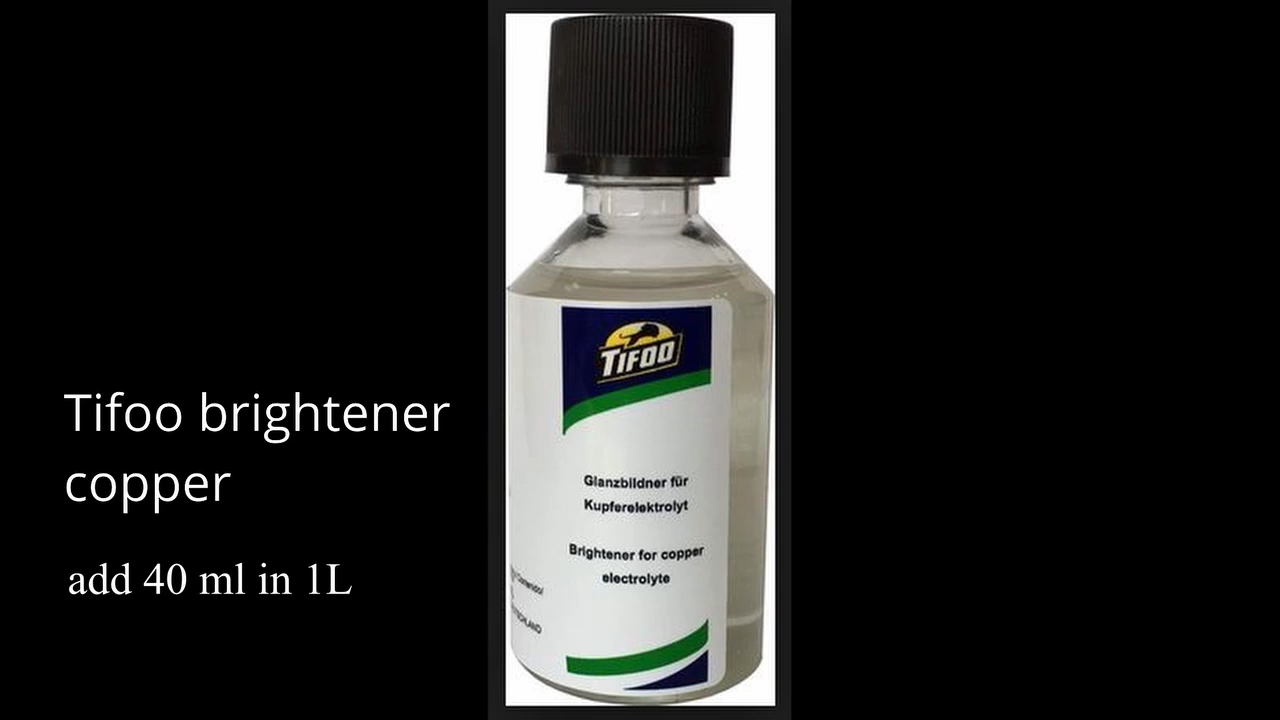 Tifoo brightener
copper
add 40 ml in 1L
TIFOO
Glanzbildner für
Kupferelektrolyt
Brightener for copper
electrolyte